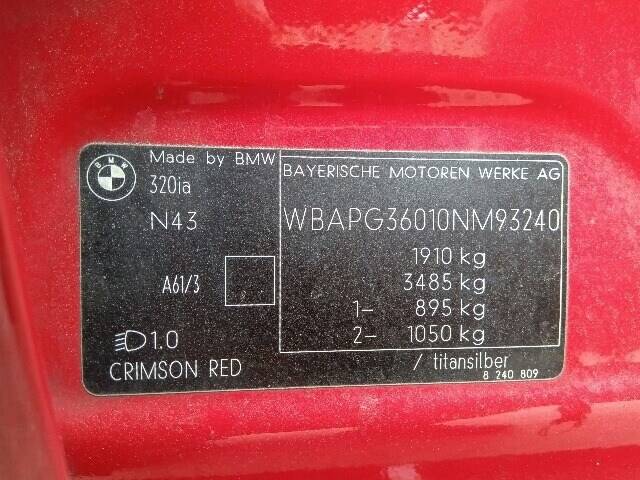 BMW
Made by BMW
320ia
N43
A61/3
1.0
CRIMSON RED
BAYERISCHE MOTOREN WERKE AG
WBAPG36010NM93240
1910 kg
3485 kg
1- 895 kg
2- 1050 kg
/ titansilber
8 240 809